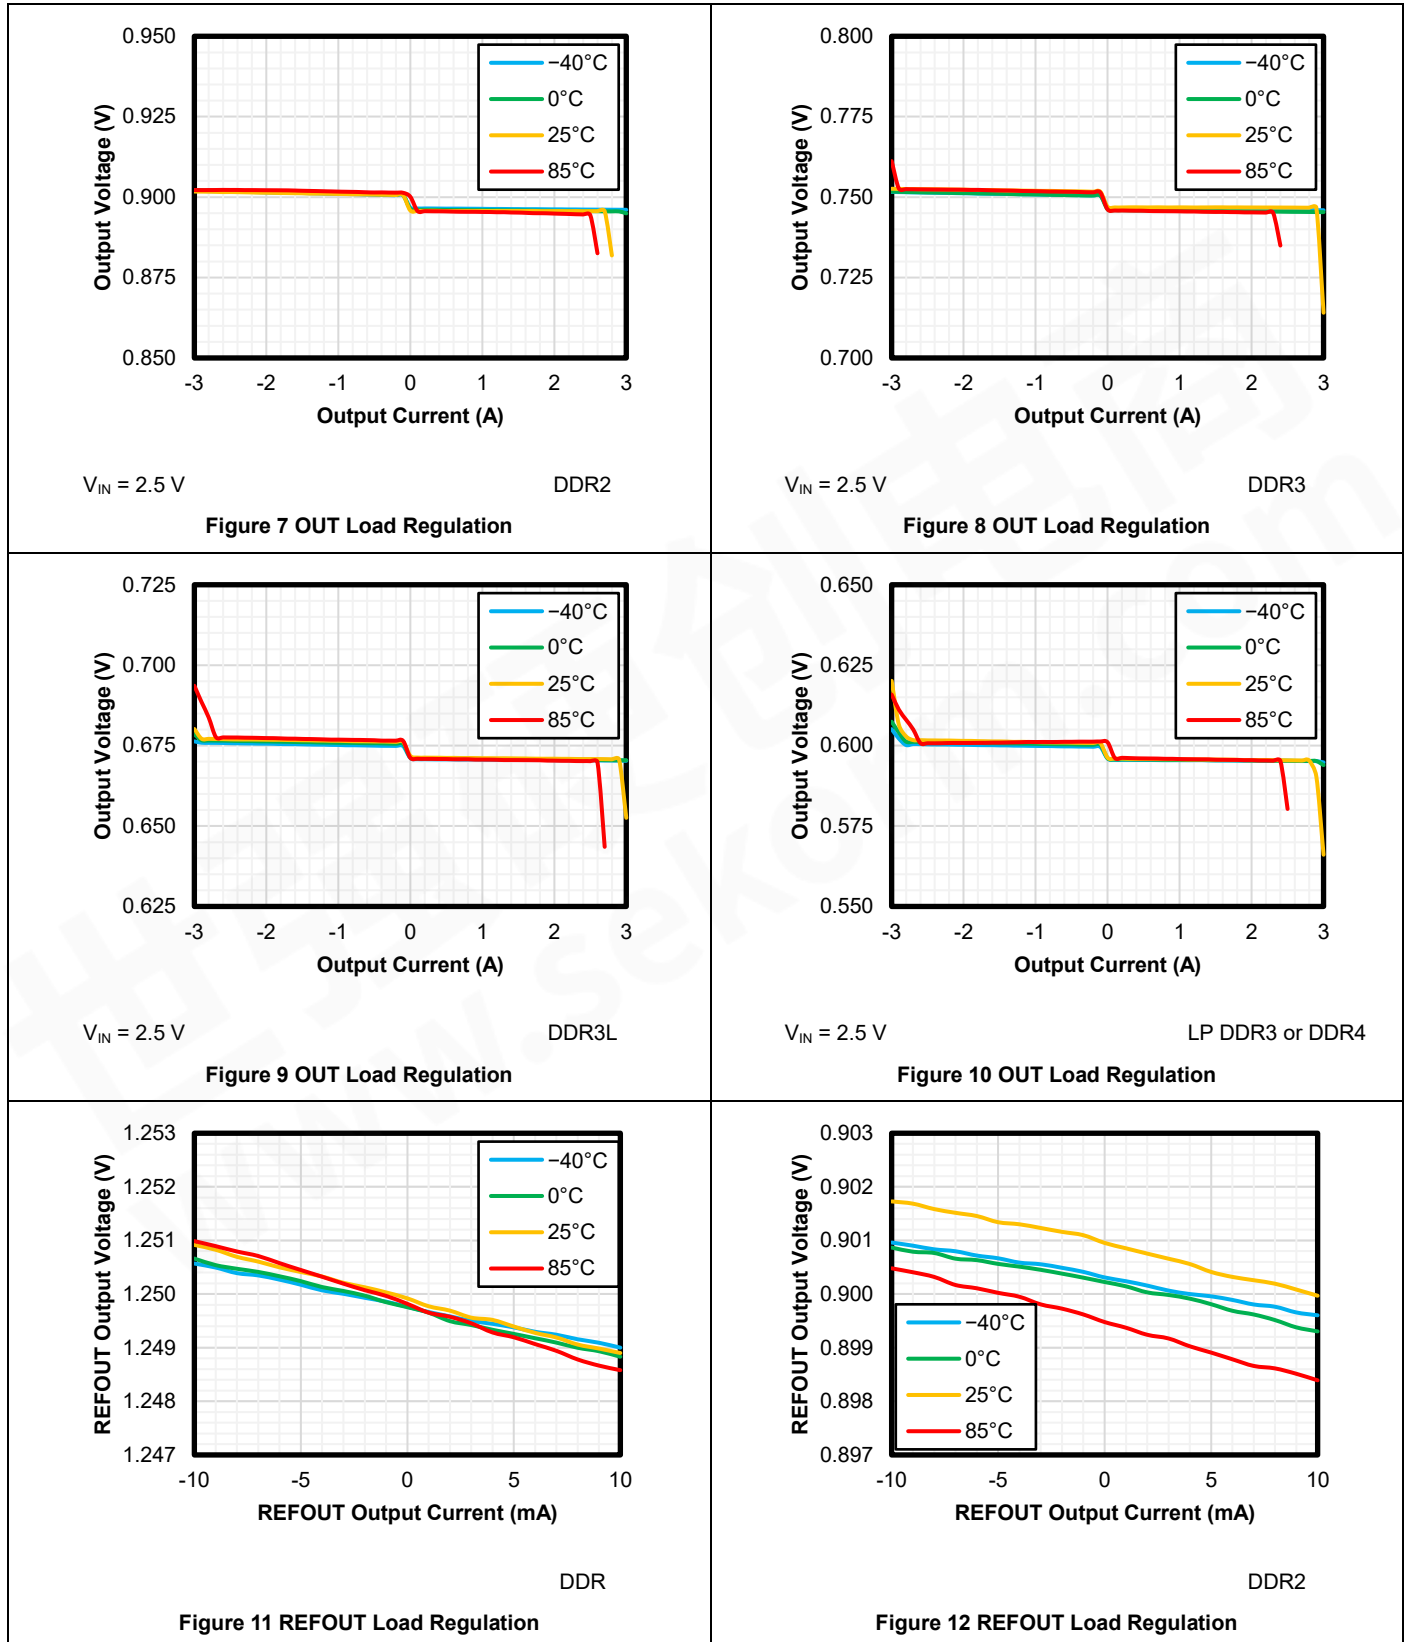 0.950
0.925
0.900
0.875
0.850
Output Voltage (V)
−40°C
0°C
25°C
85°C
-3 -2 -1 0 1 2 3
Output Current (A)
VIN = 2.5 V DDR2
Figure 7 OUT Load Regulation
0.800
0.775
0.750
0.725
0.700
Output Voltage (V)
−40°C
0°C
25°C
85°C
-3 -2 -1 0 1 2 3
Output Current (A)
VIN = 2.5 V DDR3
Figure 8 OUT Load Regulation
0.725
0.700
0.675
0.650
0.625
Output Voltage (V)
−40°C
0°C
25°C
85°C
-3 -2 -1 0 1 2 3
Output Current (A)
VIN = 2.5 V DDR3L
Figure 9 OUT Load Regulation
0.650
0.625
0.600
0.575
0.550
Output Voltage (V)
−40°C
0°C
25°C
85°C
-3 -2 -1 0 1 2 3
Output Current (A)
VIN = 2.5 V LP DDR3 or DDR4
Figure 10 OUT Load Regulation
1.253
1.252
1.251
1.250
1.249
1.248
1.247
REFOUT Output Voltage (V)
−40°C
0°C
25°C
85°C
-10 -5 0 5 10
REFOUT Output Current (mA)
DDR
Figure 11 REFOUT Load Regulation
0.903
0.902
0.901
0.900
0.899
0.898
0.897
REFOUT Output Voltage (V)
−40°C
0°C
25°C
85°C
-10 -5 0 5 10
REFOUT Output Current (mA)
DDR2
Figure 12 REFOUT Load Regulation
世强硬创电商
www.sekorm.com